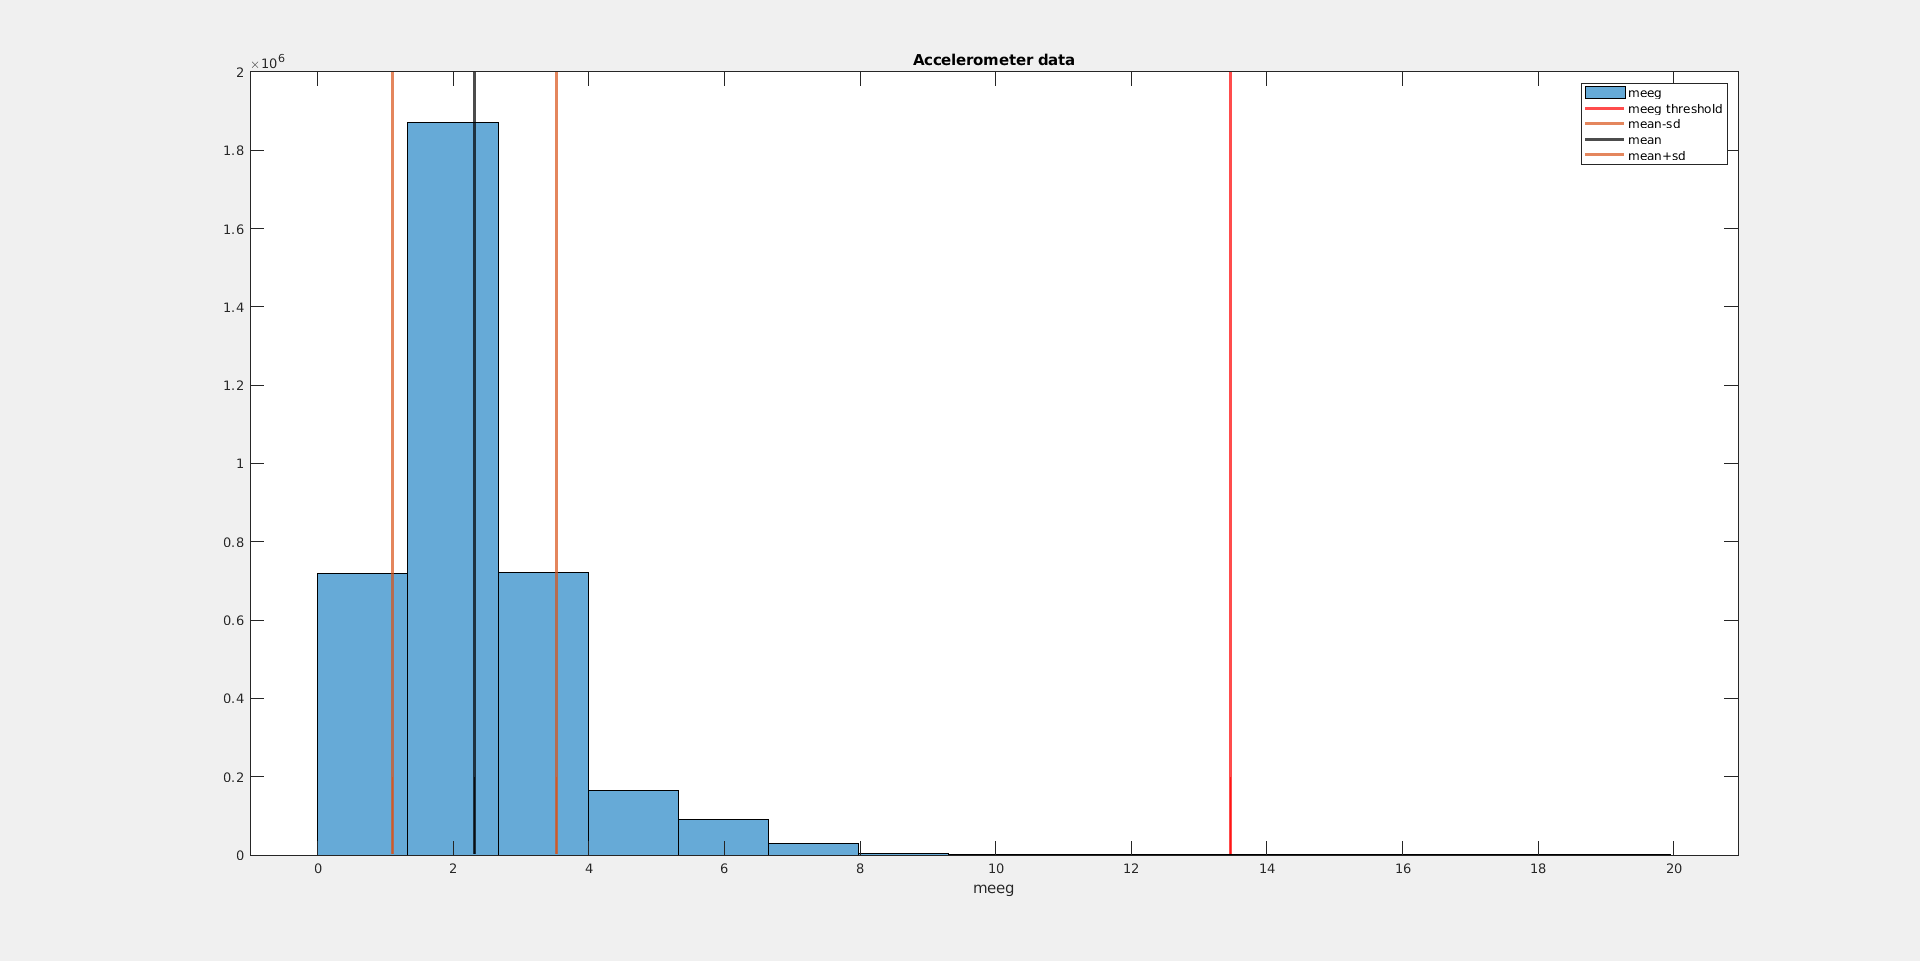 Accelerometer data
×10^6
2
1.8
1.6
1.4
1.2
1
0.8
0.6
0.4
0.2
0
0 2 4 6 8 10 12 14 16 18 20
meeg
meeg
meeg threshold
mean-sd
mean
mean+sd